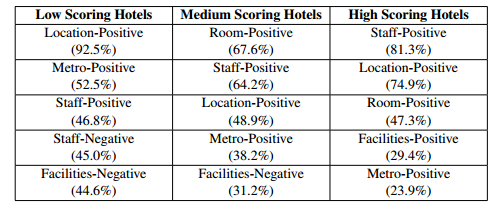 Low Scoring Hotels Medium Scoring Hotels High Scoring Hotels
Location-Positive Room-Positive Staff-Positive
(92.5%) (67.6%) (81.3%)
Metro-Positive Staff-Positive Location-Positive
(52.5%) (64.2%) (74.9%)
Staff-Positive Location-Positive Room-Positive
(46.8%) (48.9%) (47.3%)
Staff-Negative Metro-Positive Facilities-Positive
(45.0%) (38.2%) (29.4%)
Facilities-Negative Facilities-Negative Metro-Positive
(44.6%) (31.2%) (23.9%)